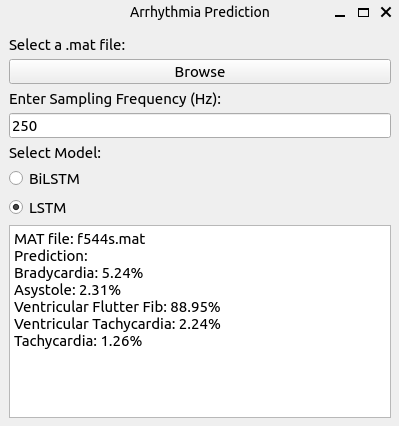 Arrhythmia Prediction
Select a .mat file:
Browse
Enter Sampling Frequency (Hz):
250
Select Model:
BiLSTM
LSTM
MAT file: f544s.mat
Prediction:
Bradycardia: 5.24%
Asystole: 2.31%
Ventricular Flutter Fib: 88.95%
Ventricular Tachycardia: 2.24%
Tachycardia: 1.26%